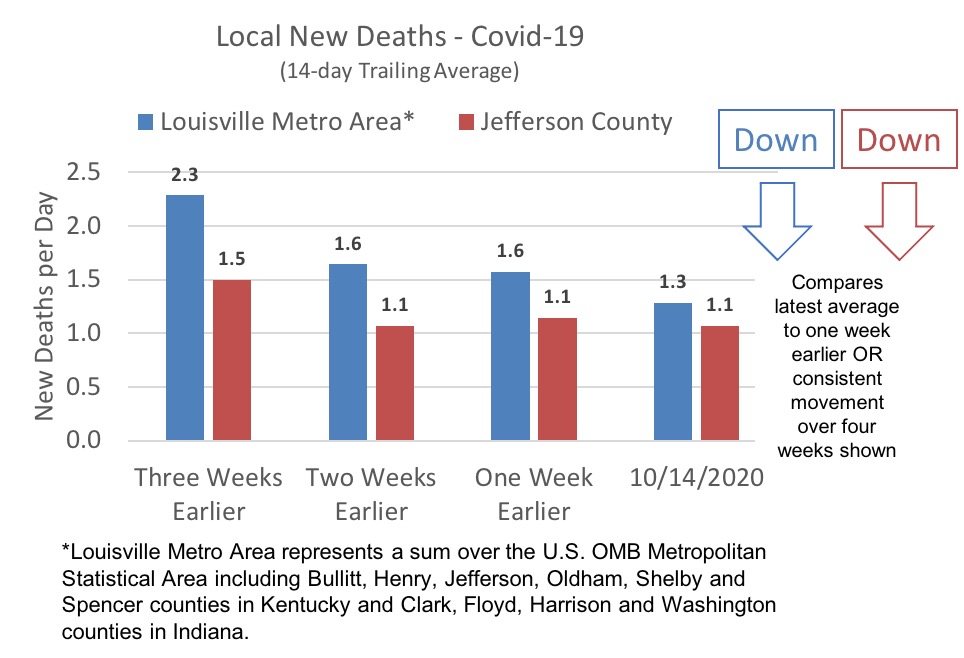 Local New Deaths - Covid-19
(14-day Trailing Average)
Louisville Metro Area* Jefferson County
Down Down
2.5
2.0
1.5
1.0
0.5
0.0
New Deaths per Day
2.3
1.5
1.6
1.1
1.6
1.1
1.3
1.1
Three Weeks
Earlier
Two Weeks
Earlier
One Week
Earlier
10/14/2020
Compares
latest average
to one week
earlier OR
consistent
movement
over four
weeks shown
*Louisville Metro Area represents a sum over the U.S. OMB Metropolitan
Statistical Area including Bullitt, Henry, Jefferson, Oldham, Shelby and
Spencer counties in Kentucky and Clark, Floyd, Harrison and Washington
counties in Indiana.